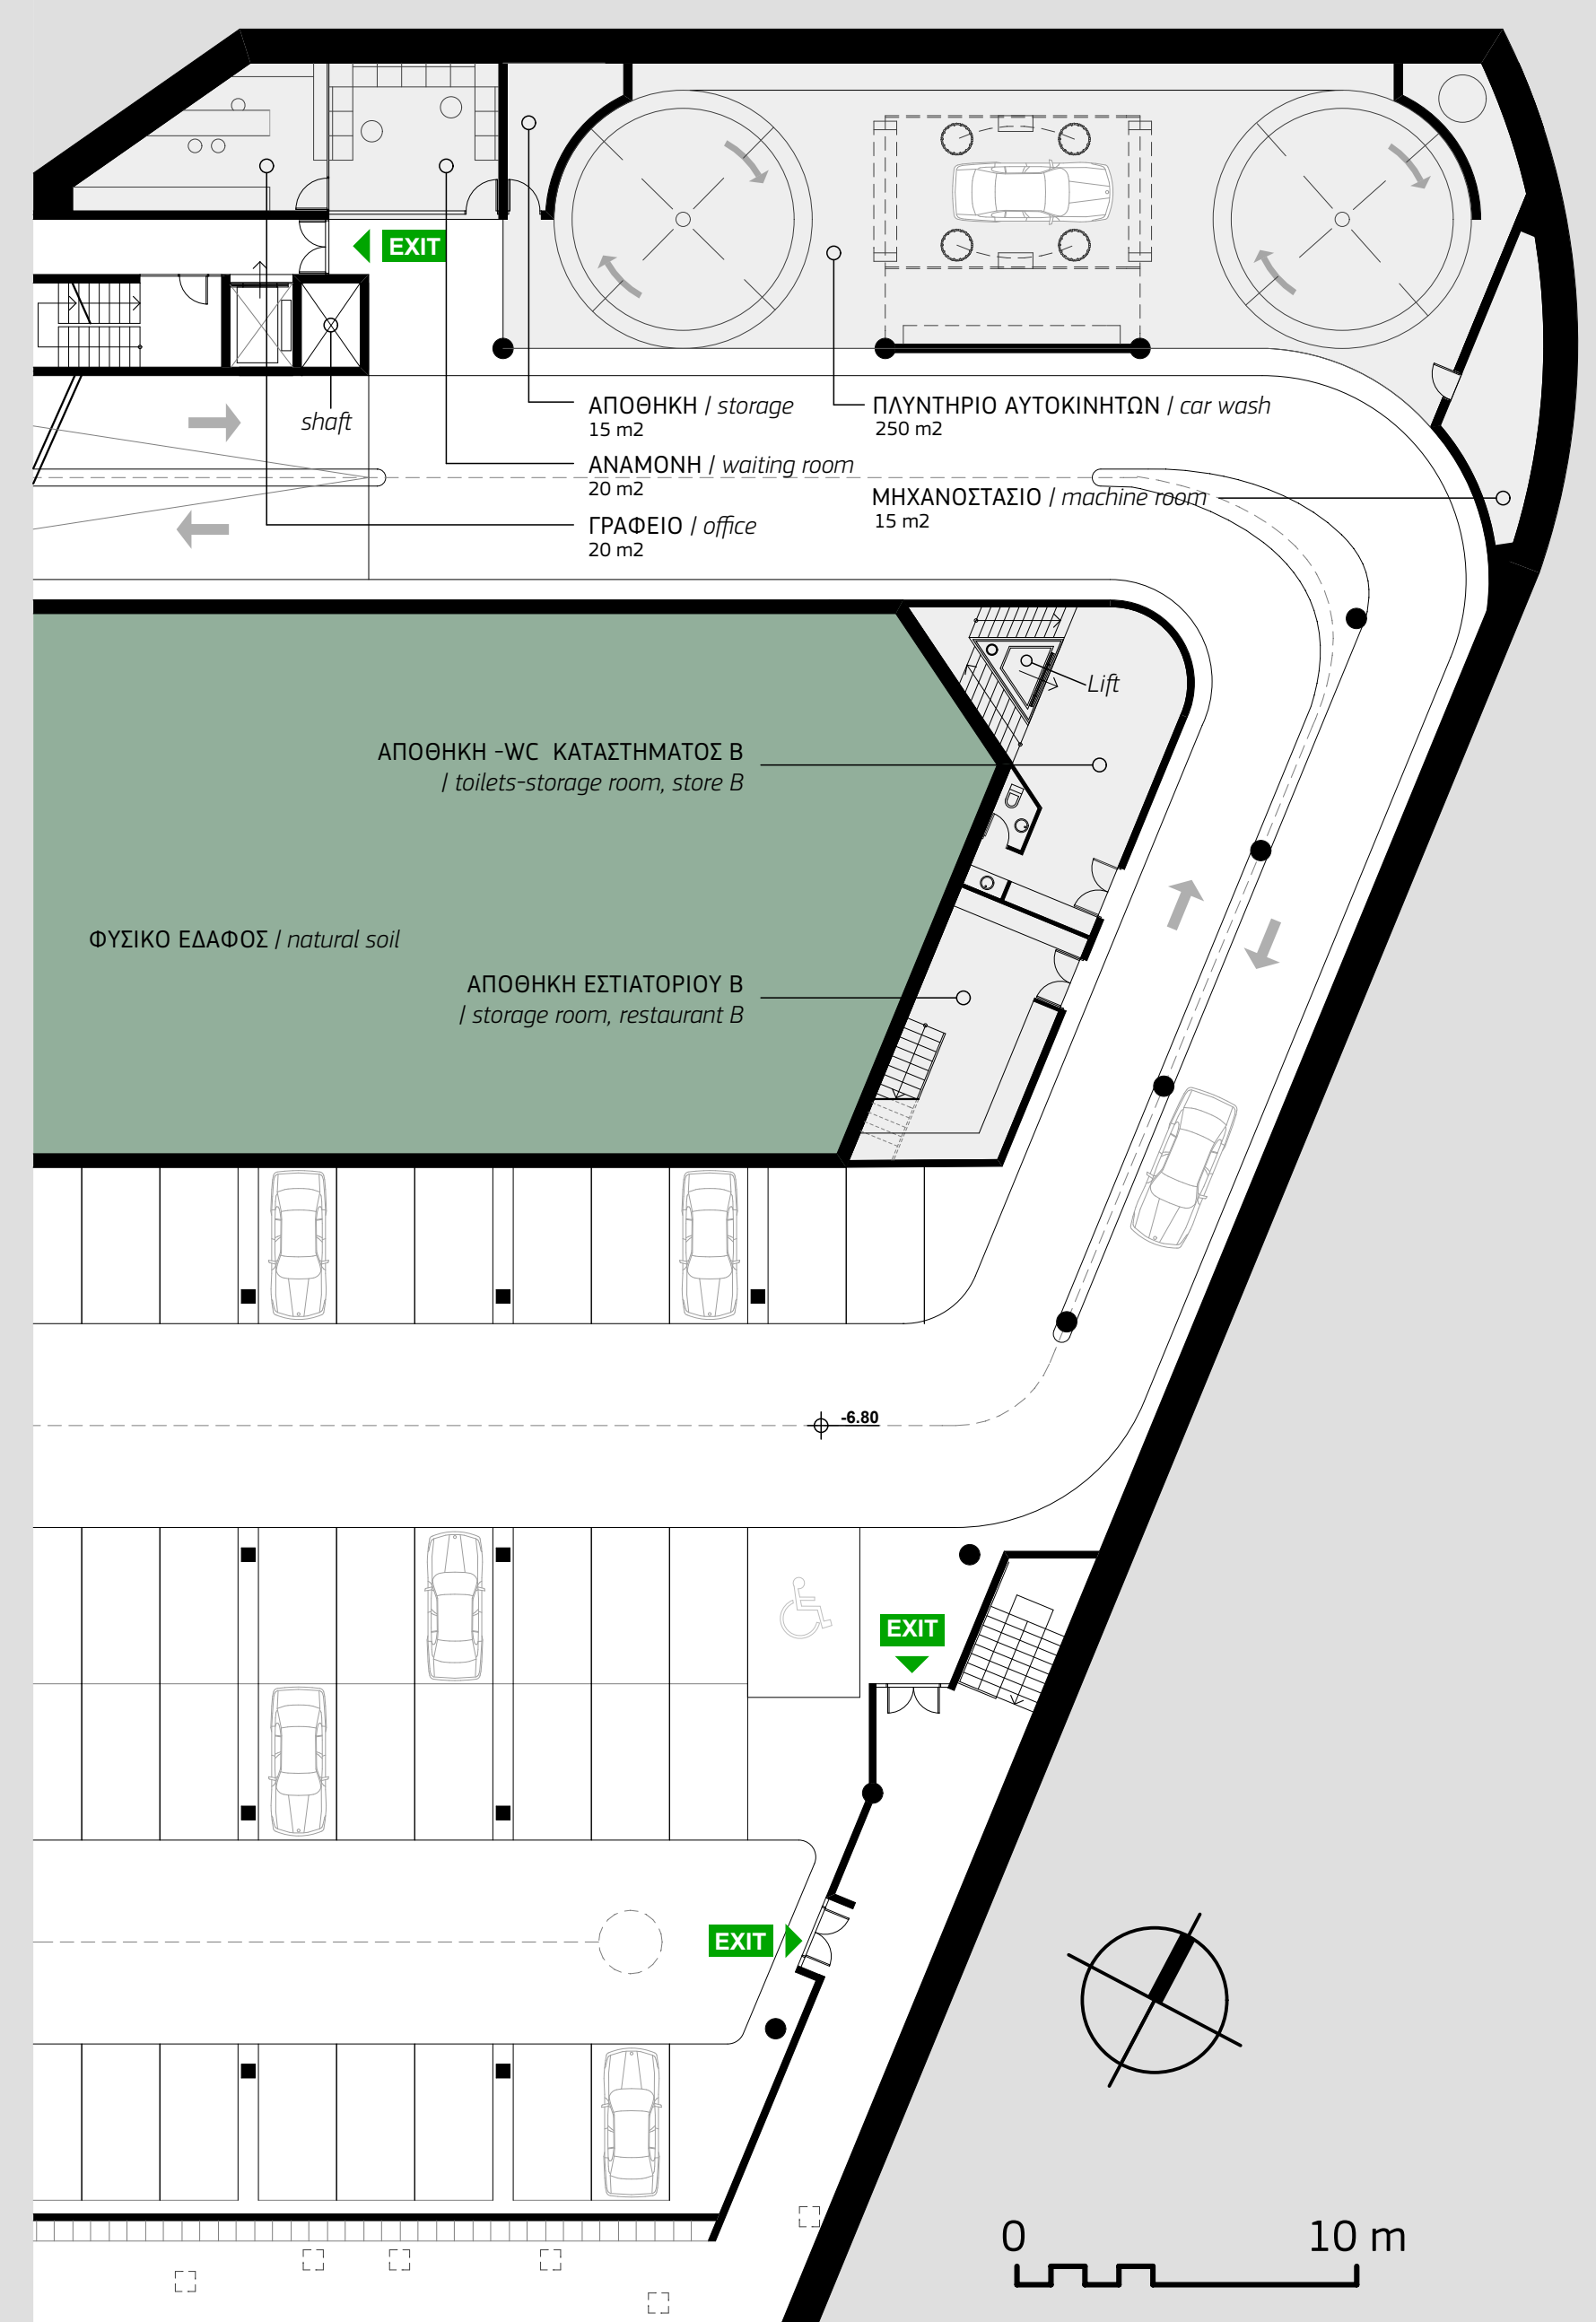 EXIT
shaft
ΑΠΟΘΗΚΗ / storage
15 m2
ΠΛΥΝΤΗΡΙΟ ΑΥΤΟΚΙΝΗΤΩΝ / car wash
250 m2
ΑΝΑΜΟΝΗ / waiting room
20 m2
ΜΗΧΑΝΟΣΤΑΣΙΟ / machine room
15 m2
ΓΡΑΦΕΙΟ / office
20 m2
Lift
ΑΠΟΘΗΚΗ -WC ΚΑΤΑΣΤΗΜΑΤΟΣ Β
/ toilets-storage room, store B
ΦΥΣΙΚΟ ΕΔΑΦΟΣ / natural soil
ΑΠΟΘΗΚΗ ΕΣΤΙΑΤΟΡΙΟΥ Β
/ storage room, restaurant B
-6.80
EXIT
EXIT
0 10 m